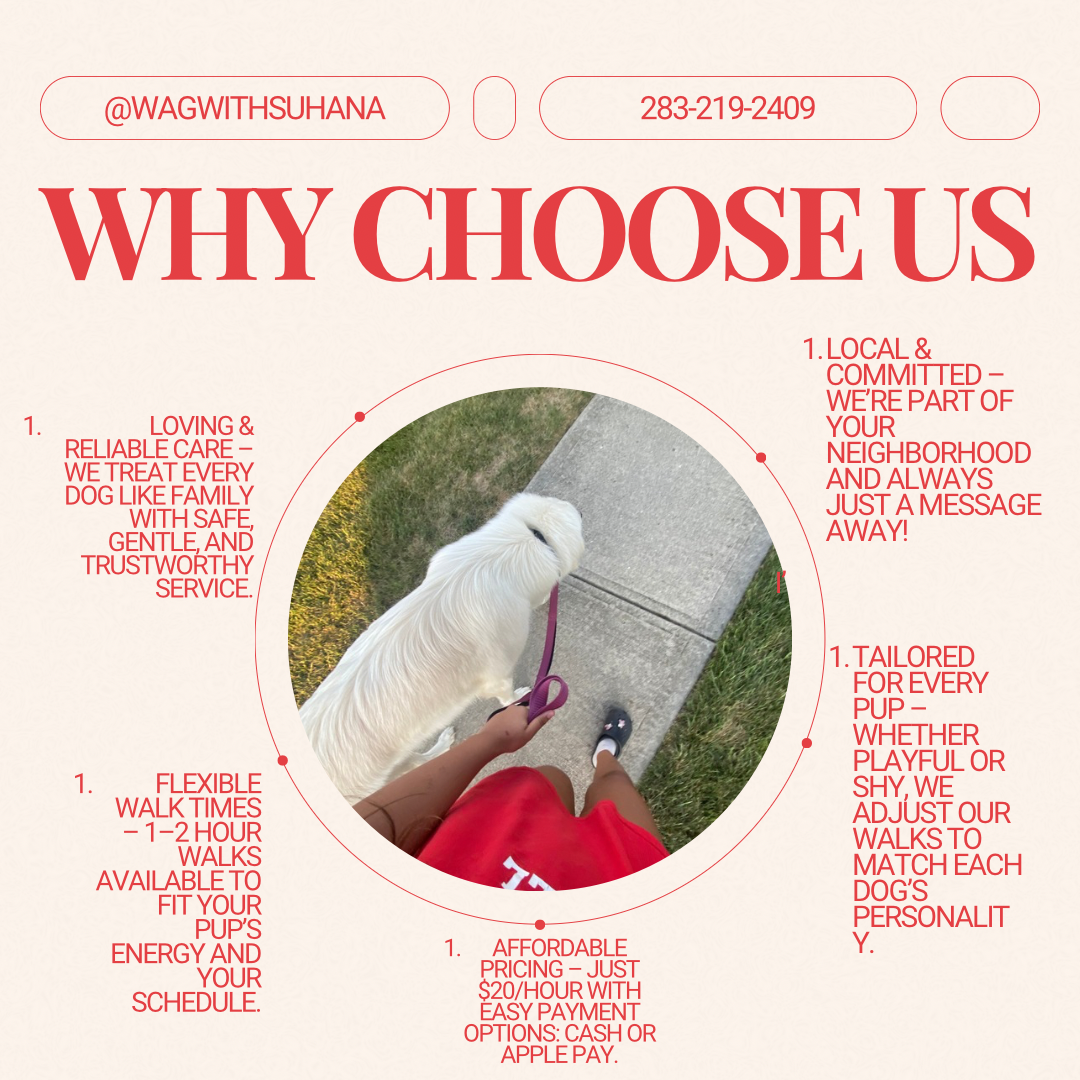 @WAGWITHSUHANA
283-219-2409
WHY CHOOSE US
1. LOVING &
RELIABLE CARE –
WE TREAT EVERY
DOG LIKE FAMILY
WITH SAFE,
GENTLE, AND
TRUSTWORTHY
SERVICE.
1. LOCAL &
COMMITTED –
WE’RE PART OF
YOUR
NEIGHBORHOOD
AND ALWAYS
JUST A MESSAGE
AWAY!
1. FLEXIBLE
WALK TIMES
– 1–2 HOUR
WALKS
AVAILABLE TO
FIT YOUR
PUP’S
ENERGY AND
YOUR
SCHEDULE.
1. TAILORED
FOR EVERY
PUP –
WHETHER
PLAYFUL OR
SHY, WE
ADJUST OUR
WALKS TO
MATCH EACH
DOG’S
PERSONALIT
Y.
1. AFFORDABLE
PRICING – JUST
$20/HOUR WITH
EASY PAYMENT
OPTIONS: CASH OR
APPLE PAY.